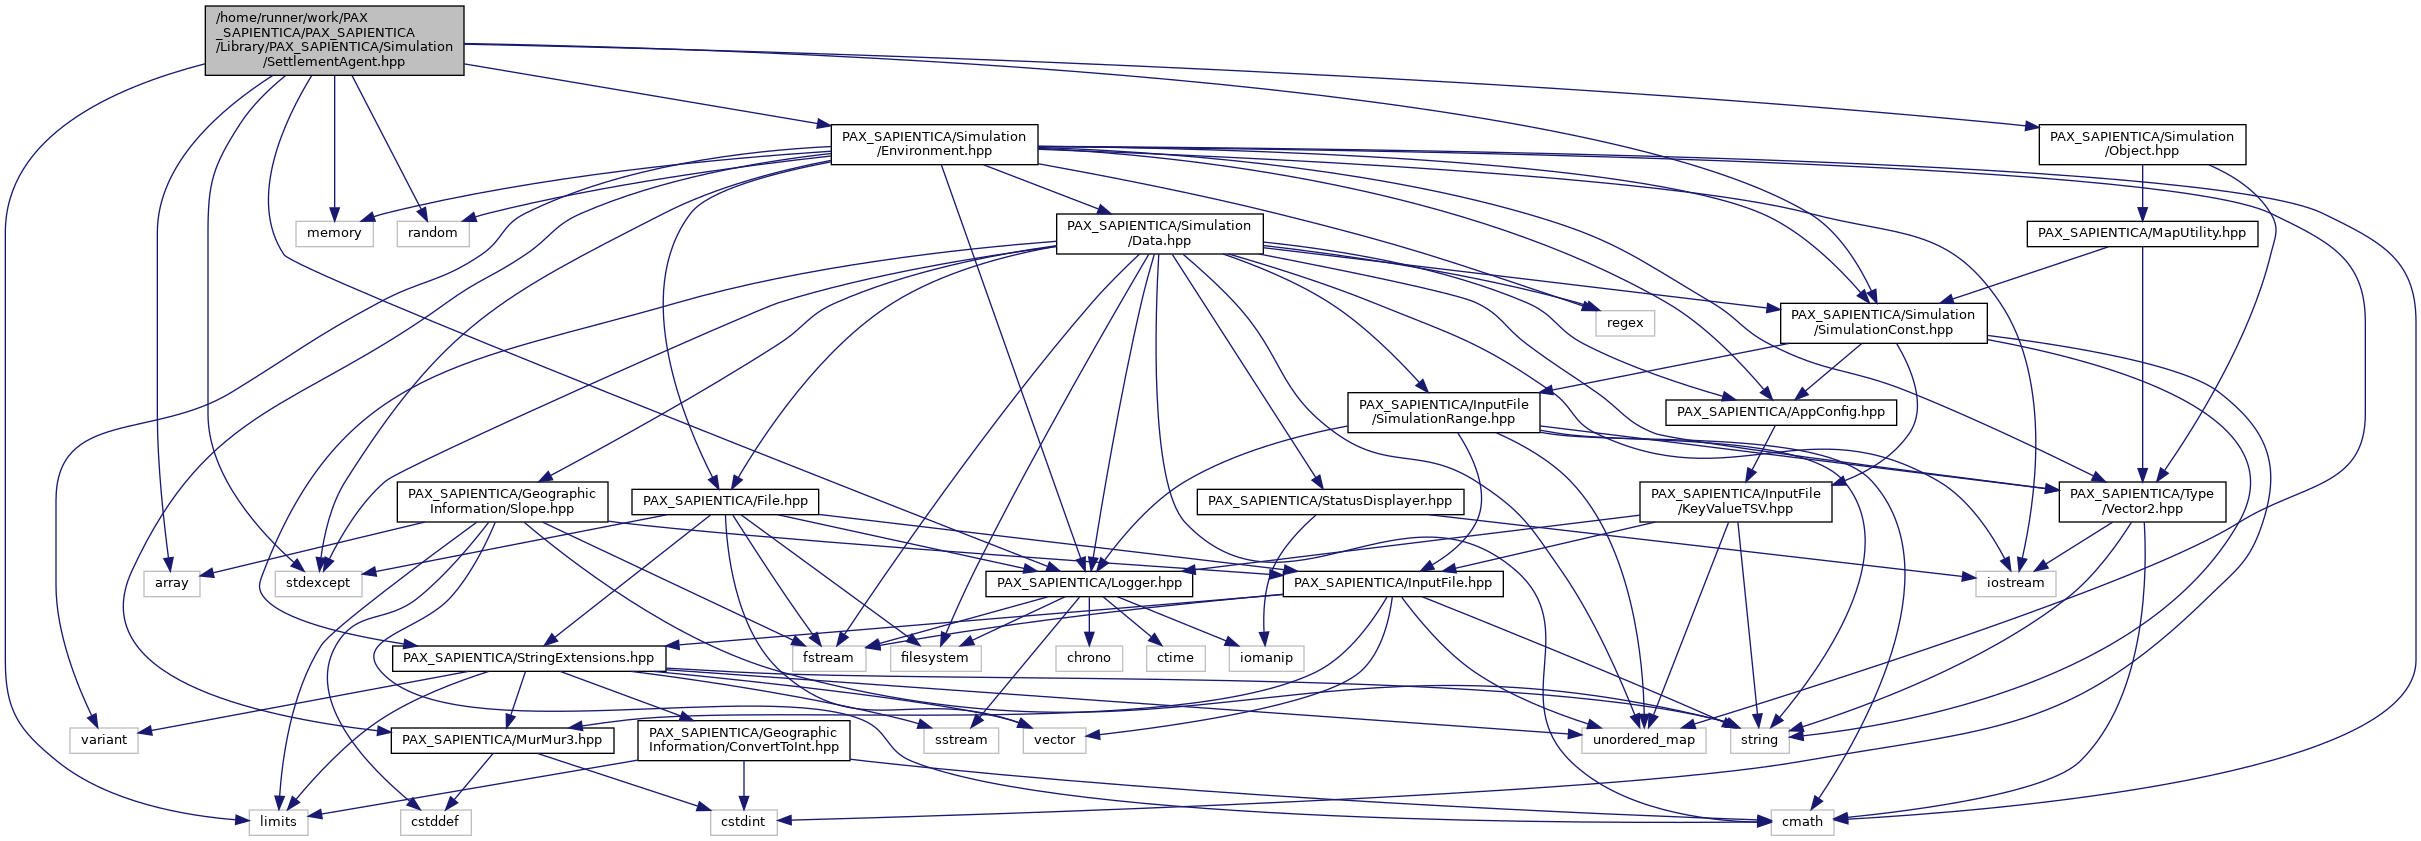 /home/runner/work/PAX
_SAPIENTICA/PAX_SAPIENTICA
/Library/PAX_SAPIENTICA/Simulation
/SettlementAgent.hpp
PAX_SAPIENTICA/Simulation
/Environment.hpp
PAX_SAPIENTICA/Simulation
/Object.hpp
memory
random
PAX_SAPIENTICA/Simulation
/Data.hpp
PAX_SAPIENTICA/MapUtility.hpp
regex
PAX_SAPIENTICA/Simulation
/SimulationConst.hpp
PAX_SAPIENTICA/InputFile
/SimulationRange.hpp
PAX_SAPIENTICA/AppConfig.hpp
PAX_SAPIENTICA/Geographic
Information/Slope.hpp
PAX_SAPIENTICA/File.hpp
PAX_SAPIENTICA/StatusDisplayer.hpp
PAX_SAPIENTICA/InputFile
/KeyValueTSV.hpp
PAX_SAPIENTICA/Type
/Vector2.hpp
array
stdexcept
PAX_SAPIENTICA/Logger.hpp
PAX_SAPIENTICA/InputFile.hpp
iostream
PAX_SAPIENTICA/StringExtensions.hpp
fstream
filesystem
chrono
ctime
iomanip
variant
PAX_SAPIENTICA/MurMur3.hpp
PAX_SAPIENTICA/Geographic
Information/ConvertToInt.hpp
sstream
vector
unordered_map
string
limits
cstddef
cstdint
cmath